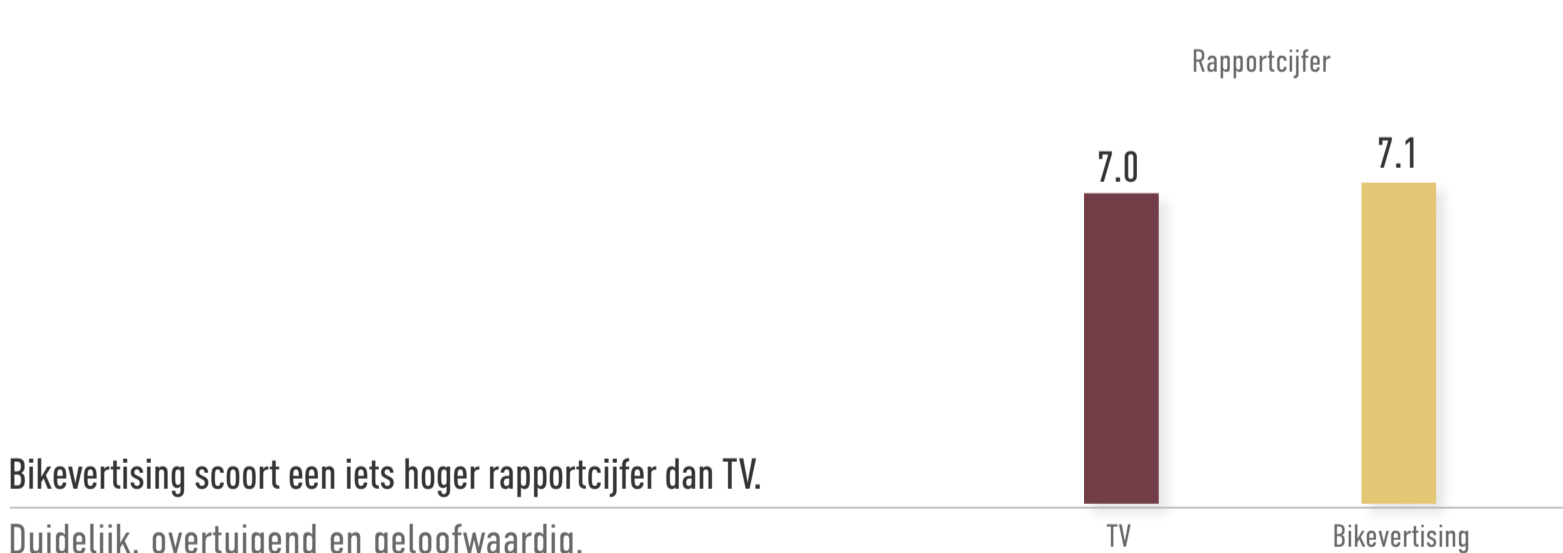 Rapportcijfer
7.0
7.1
Bikevertising scoort een iets hoger rapportcijfer dan TV.
Duidelijk, overtuigend en geloofwaardig.
TV
Bikevertising